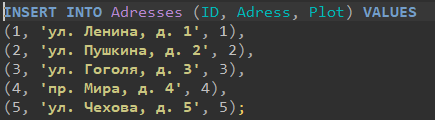 INSERT INTO Adresses (ID, Adress, Plot) VALUES
(1, 'ул. Ленина, д. 1', 1),
(2, 'ул. Пушкина, д. 2', 2),
(3, 'ул. Гоголя, д. 3', 3),
(4, 'пр. Мира, д. 4', 4),
(5, 'ул. Чехова, д. 5', 5);